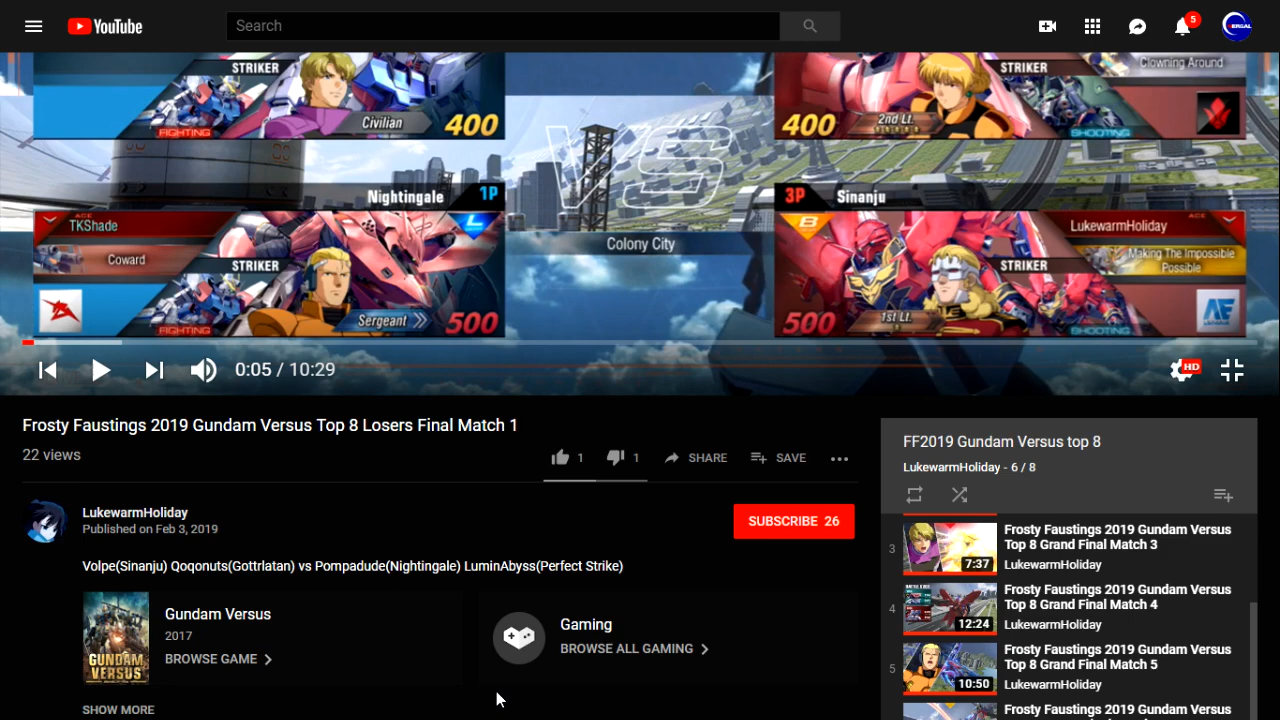 YouTube
Search
5
STRIKER
FIGHTING
Civilian
400
VS
400
2nd Lt.
STRIKER
Clowning Around
SHOOTING
Nightingale 1P
3P Sinanju
ACE
TKShade
Coward
L
STRIKER
FIGHTING
Sergeant
500
Colony City
B
ACE
LukewarmHoliday
Making The Impossible
Possible
STRIKER
500
1st Lt.
SHOOTING
AE
0:05 / 10:29
HD
Frosty Faustings 2019 Gundam Versus Top 8 Losers Final Match 1
22 views
1
1
SHARE
SAVE
LukewarmHoliday
Published on Feb 3, 2019
SUBSCRIBE 26
Volpe(Sinanju) Qoqonuts(Gottrlatan) vs Pompadude(Nightingale) LuminAbyss(Perfect Strike)
GUNDAM
VERSUS
Gundam Versus
2017
BROWSE GAME
Gaming
BROWSE ALL GAMING
SHOW MORE
FF2019 Gundam Versus top 8
LukewarmHoliday - 6 / 8
3
7:37
Frosty Faustings 2019 Gundam Versus
Top 8 Grand Final Match 3
LukewarmHoliday
4
12:24
Frosty Faustings 2019 Gundam Versus
Top 8 Grand Final Match 4
LukewarmHoliday
5
10:50
Frosty Faustings 2019 Gundam Versus
Top 8 Grand Final Match 5
LukewarmHoliday
Frosty Faustings 2019 Gundam Versus